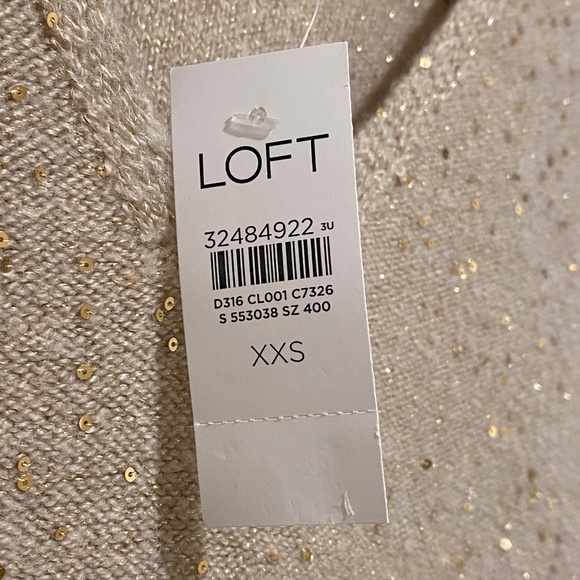 LOFT
32484922 3U
D316 CL001 C7326
S 553038 SZ 400
XXS